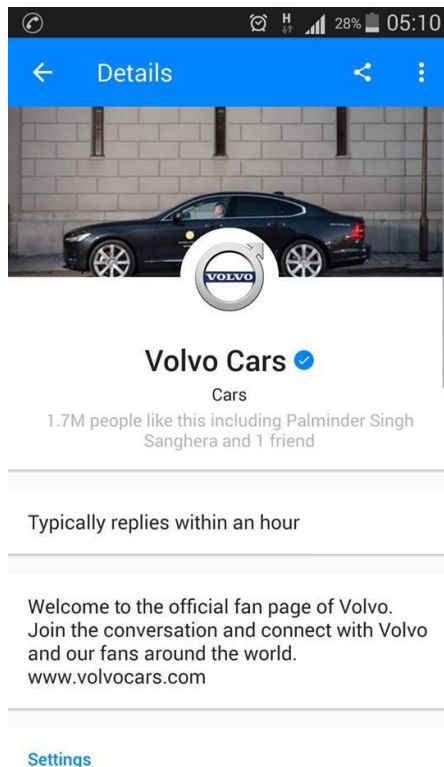 H
28%
05:10
Details
VOLVO
Volvo Cars
Cars
1.7M people like this including Palminder Singh
Sanghera and 1 friend
Typically replies within an hour
Welcome to the official fan page of Volvo.
Join the conversation and connect with Volvo
and our fans around the world.
www.volvocars.com
Settings